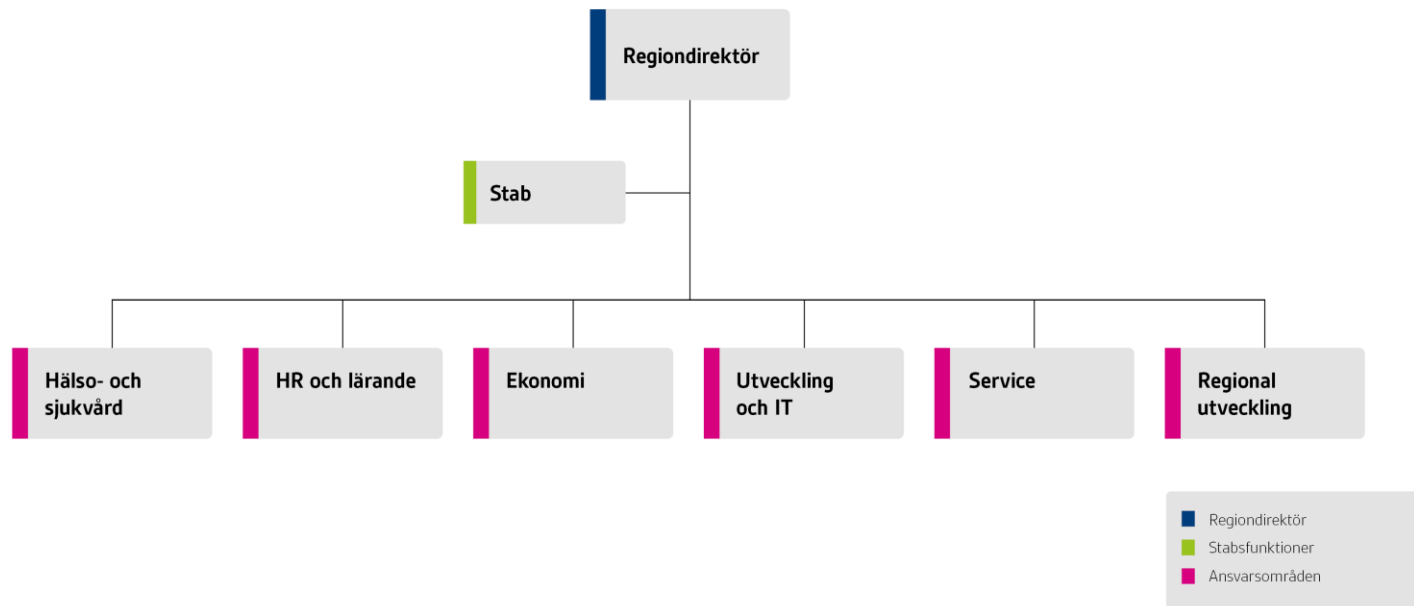 Regiondirektör
Stab
Hälso- och
sjukvård
HR och lärande
Ekonomi
Utveckling
och IT
Service
Regional
utveckling
Regiondirektör
Stabsfunktioner
Ansvarsområden